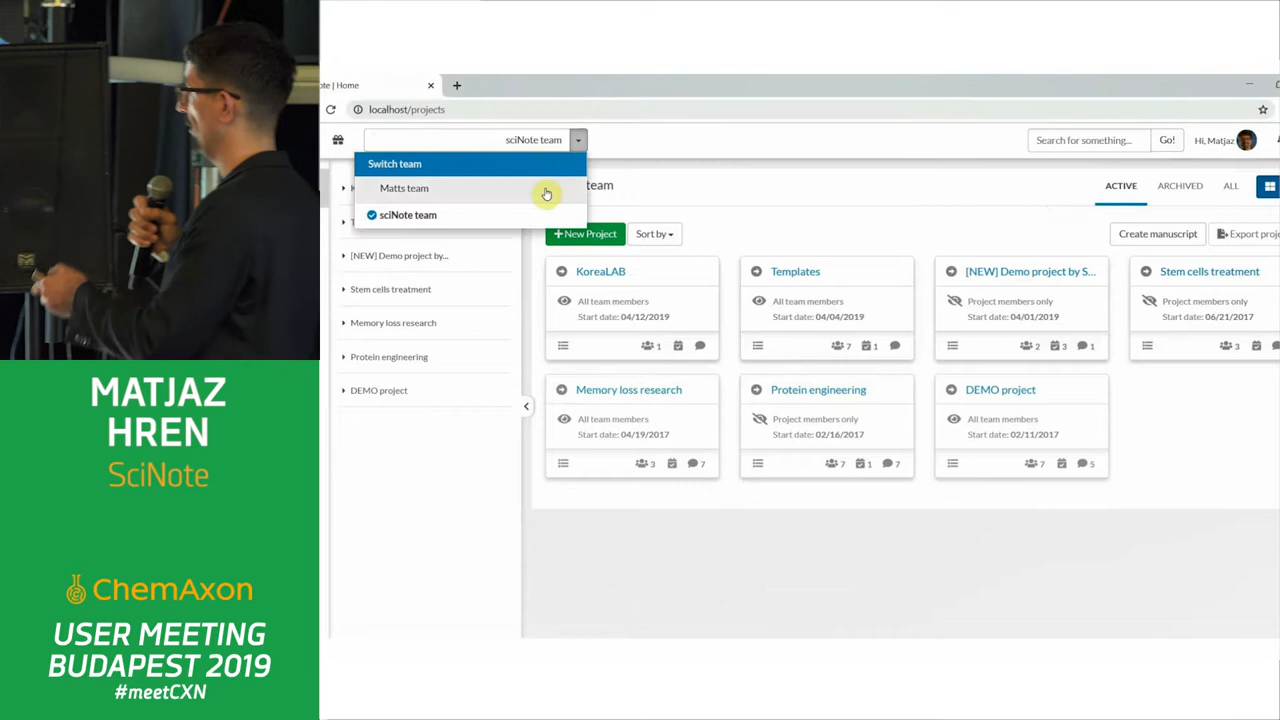 MATJAZ
HREN
SciNote
ChemAxon
USER MEETING
BUDAPEST 2019
#meetCXN
ote | Home
localhost/projects
sciNote team
Search for something...
Go!
Hi, Matjaz
Switch team
Matts team
sciNote team
team
ACTIVE
ARCHIVED
ALL
K
T
[NEW] Demo project by...
Stem cells treatment
Memory loss research
Protein engineering
DEMO project
+New Project
Sort by
Create manuscript
Export proje
KoreaLAB
All team members
Start date: 04/12/2019
1
Templates
All team members
Start date: 04/04/2019
7 1
[NEW] Demo project by S...
Project members only
Start date: 04/01/2019
2 3 1
Stem cells treatment
Project members only
Start date: 06/21/2017
3
Memory loss research
All team members
Start date: 04/19/2017
3 7
Protein engineering
Project members only
Start date: 02/16/2017
7 1 7
DEMO project
All team members
Start date: 02/11/2017
7 5